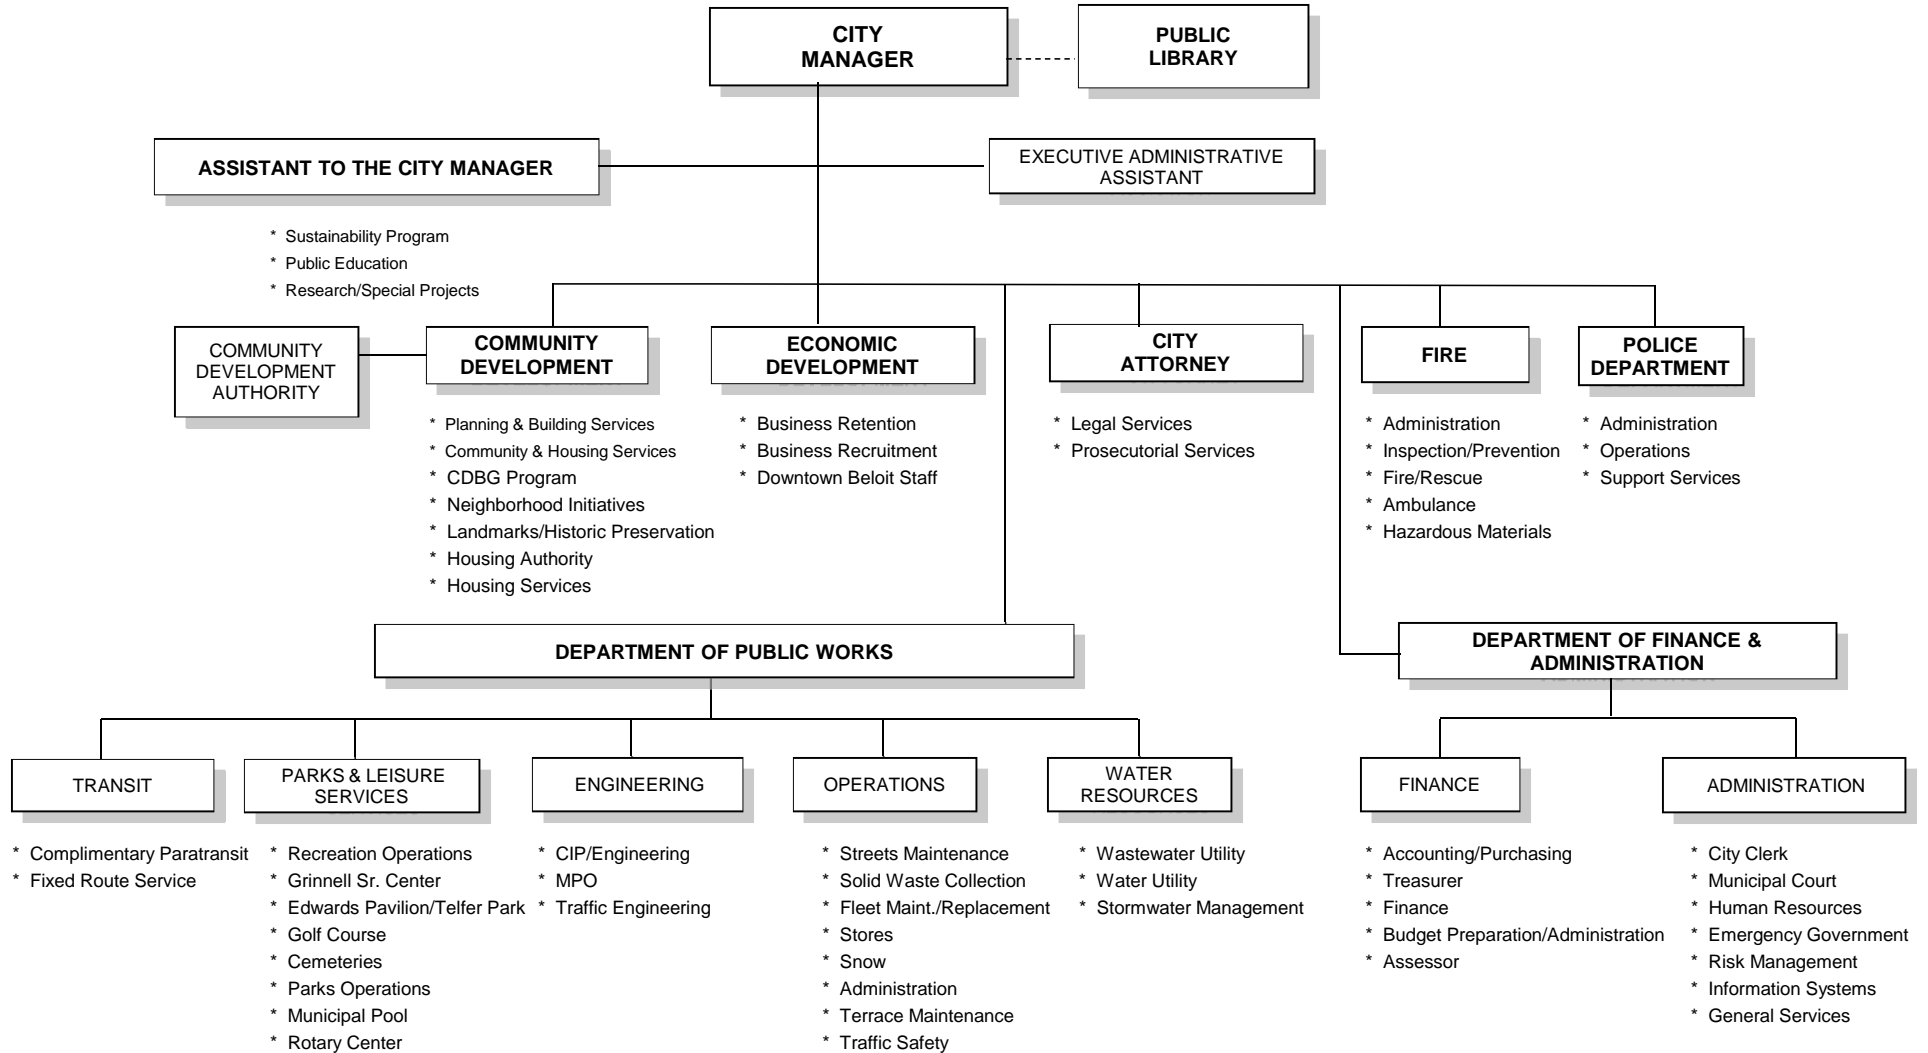 CITY
MANAGER
PUBLIC
LIBRARY
ASSISTANT TO THE CITY MANAGER
EXECUTIVE ADMINISTRATIVE
ASSISTANT
* Sustainability Program
* Public Education
* Research/Special Projects
COMMUNITY
DEVELOPMENT
AUTHORITY
COMMUNITY
DEVELOPMENT
* Planning & Building Services
* Community & Housing Services
* CDBG Program
* Neighborhood Initiatives
* Landmarks/Historic Preservation
* Housing Authority
* Housing Services
ECONOMIC
DEVELOPMENT
* Business Retention
* Business Recruitment
* Downtown Beloit Staff
CITY
ATTORNEY
* Legal Services
* Prosecutorial Services
FIRE
* Administration
* Inspection/Prevention
* Fire/Rescue
* Ambulance
* Hazardous Materials
POLICE
DEPARTMENT
* Administration
* Operations
* Support Services
DEPARTMENT OF PUBLIC WORKS
DEPARTMENT OF FINANCE &
ADMINISTRATION
TRANSIT
* Complimentary Paratransit
* Fixed Route Service
PARKS & LEISURE
SERVICES
* Recreation Operations
* Grinnell Sr. Center
* Edwards Pavilion/Telfer Park
* Golf Course
* Cemeteries
* Parks Operations
* Municipal Pool
* Rotary Center
ENGINEERING
* CIP/Engineering
* MPO
* Traffic Engineering
OPERATIONS
* Streets Maintenance
* Solid Waste Collection
* Fleet Maint./Replacement
* Stores
* Snow
* Administration
* Terrace Maintenance
* Traffic Safety
WATER
RESOURCES
* Wastewater Utility
* Water Utility
* Stormwater Management
FINANCE
* Accounting/Purchasing
* Treasurer
* Finance
* Budget Preparation/Administration
* Assessor
ADMINISTRATION
* City Clerk
* Municipal Court
* Human Resources
* Emergency Government
* Risk Management
* Information Systems
* General Services